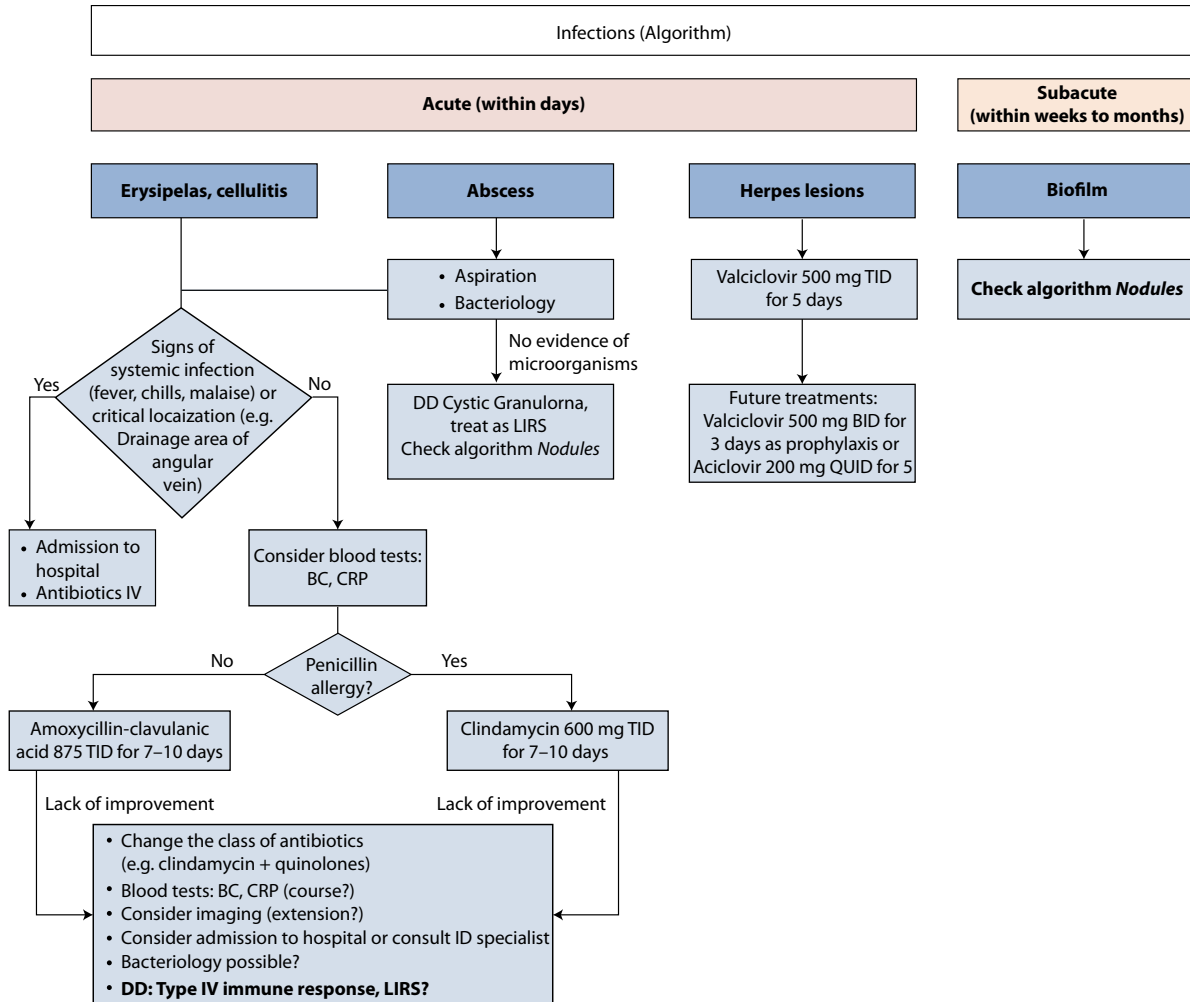 Infections (Algorithm)
Acute (within days)
Subacute
(within weeks to months)
Erysipelas, cellulitis
Abscess
Herpes lesions
Biofilm
• Aspiration
• Bacteriology
Valciclovir 500 mg TID
for 5 days
Check algorithm Nodules
No evidence of
microorganisms
Signs of
systemic infection
(fever, chills, malaise) or
critical locaization (e.g.
Drainage area of
angular
vein)
Yes
No
DD Cystic Granulorna,
treat as LIRS
Check algorithm Nodules
Future treatments:
Valciclovir 500 mg BID for
3 days as prophylaxis or
Aciclovir 200 mg QUID for 5
• Admission to
hospital
• Antibiotics IV
Consider blood tests:
BC, CRP
No
Penicillin
allergy?
Yes
Amoxycillin-clavulanic
acid 875 TID for 7–10 days
Clindamycin 600 mg TID
for 7–10 days
Lack of improvement
Lack of improvement
• Change the class of antibiotics
(e.g. clindamycin + quinolones)
• Blood tests: BC, CRP (course?)
• Consider imaging (extension?)
• Consider admission to hospital or consult ID specialist
• Bacteriology possible?
• DD: Type IV immune response, LIRS?